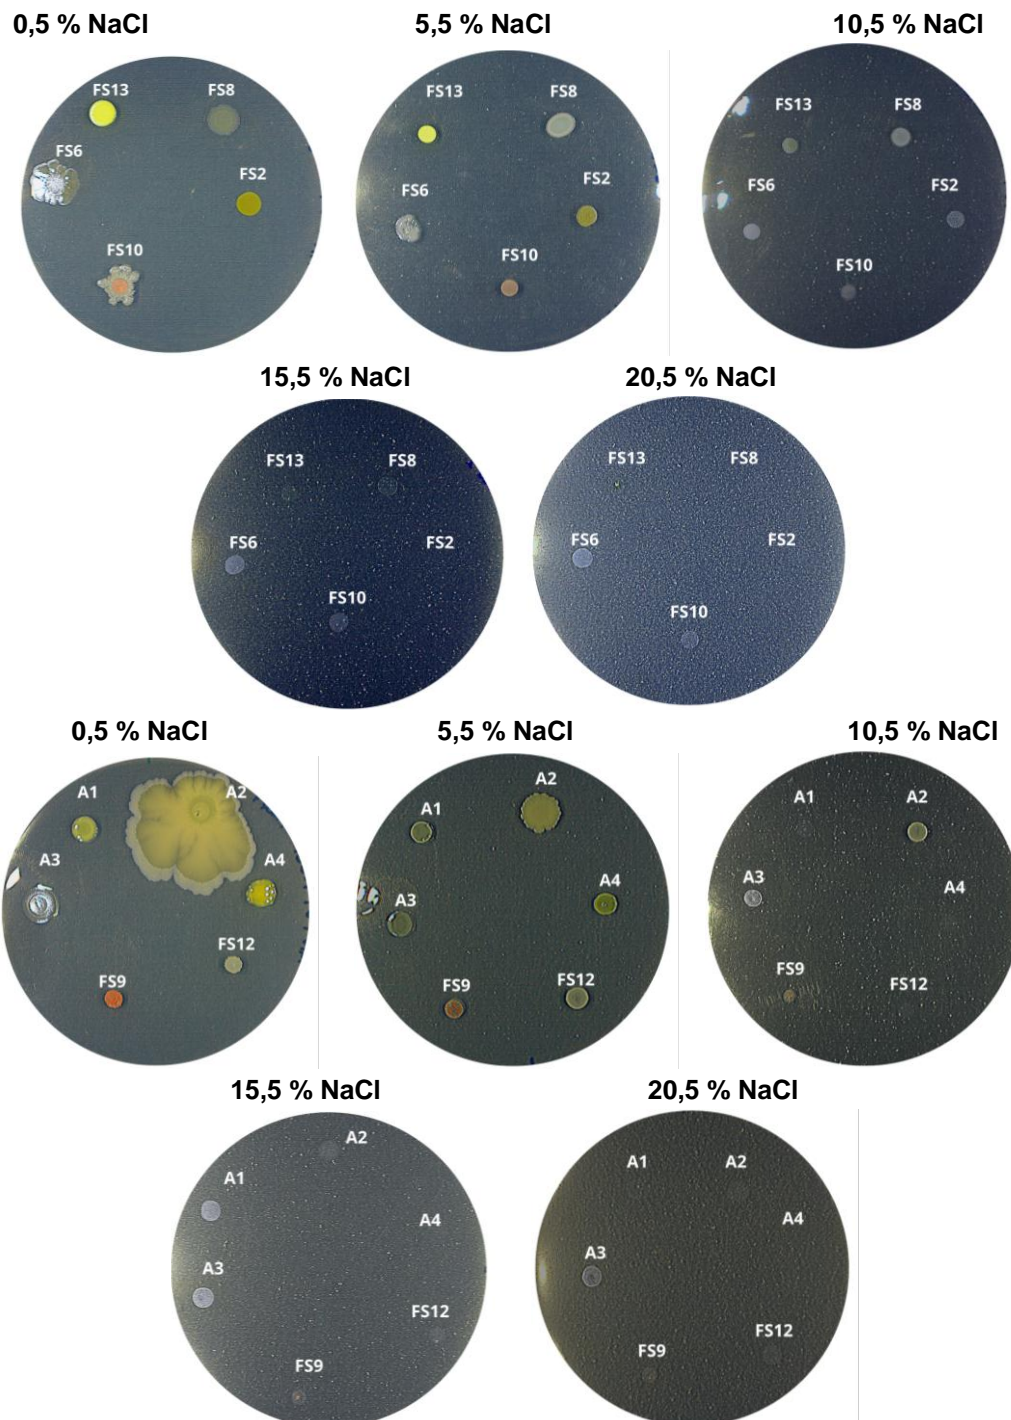 0,5 % NaCl 5,5 % NaCl 10,5 % NaCl
FS13 FS8
FS6
FS2
FS10
FS13 FS8
FS6 FS2
FS10
FS13 FS8
FS6 FS2
FS10
15,5 % NaCl 20,5 % NaCl
FS13 FS8
FS6 FS2
FS10
FS13 FS8
FS6 FS2
FS10
0,5 % NaCl 5,5 % NaCl 10,5 % NaCl
A1 A2
A3 A4
FS12
FS9
A2
A1
A4
A3
FS9 FS12
A1 A2
A3 A4
FS9 FS12
15,5 % NaCl 20,5 % NaCl
A2
A1
A4
A3
FS12
FS9
A1 A2
A4
A3
FS12
FS9